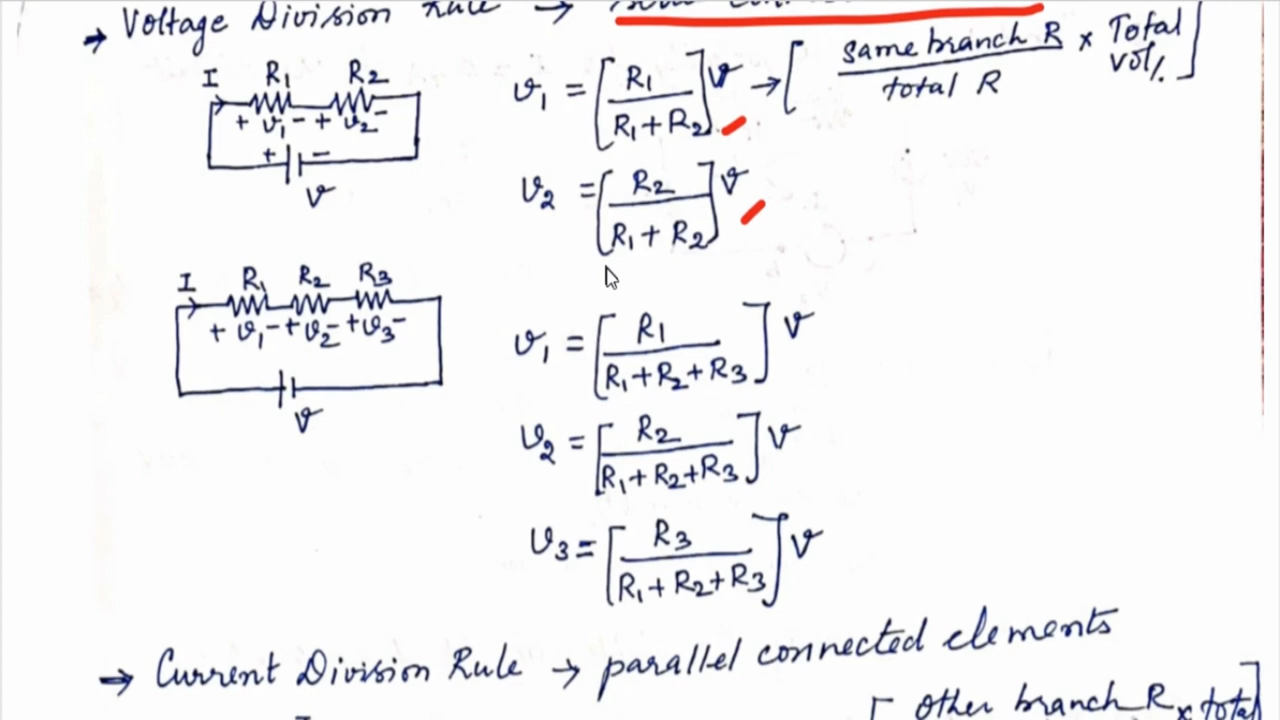 → Voltage Division Rule →
I R1 R2
+ v1 - + v2 -
+ -
v
v1 = [R1 / (R1 + R2)] v → [same branch R / total R × Total vol.]
v2 = [R2 / (R1 + R2)] v
I R1 R2 R3
+ v1 - + v2 - + v3 -
v
v1 = [R1 / (R1 + R2 + R3)] v
v2 = [R2 / (R1 + R2 + R3)] v
v3 = [R3 / (R1 + R2 + R3)] v
→ Current Division Rule → parallel connected elements
[other branch R × total]